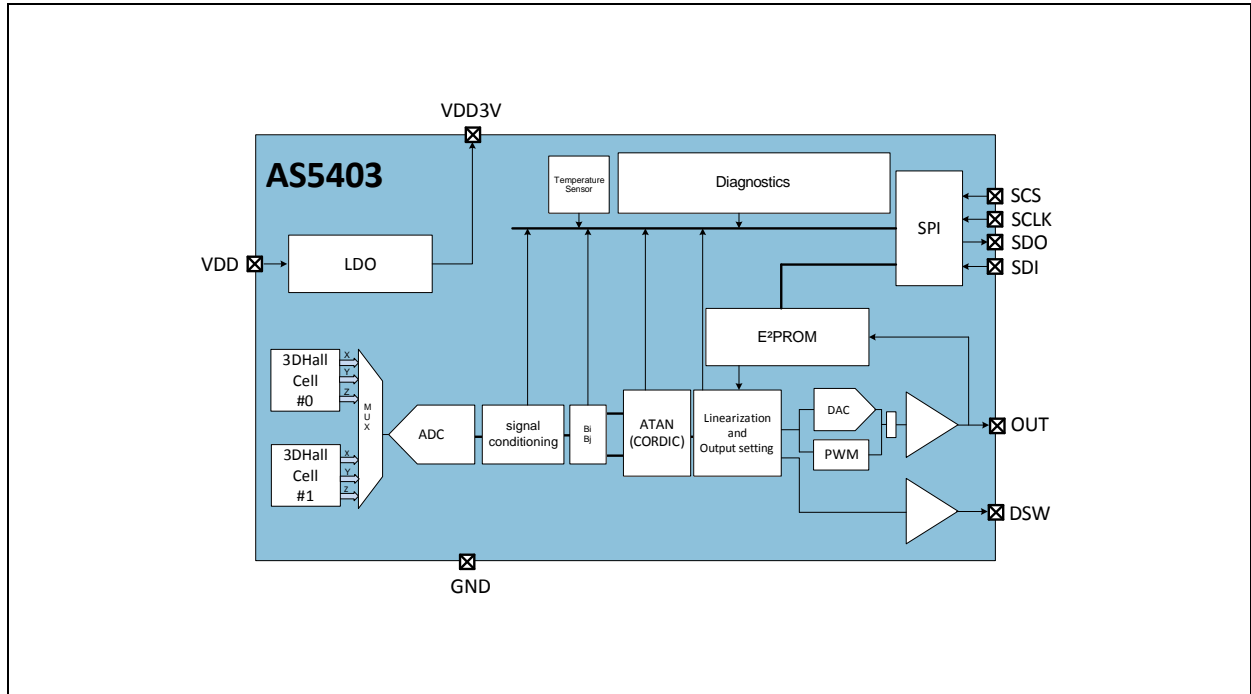 VDD3V
AS5403
Temperature
Sensor
Diagnostics
SPI
SCS
SCLK
SDO
SDI
VDD
LDO
E²PROM
3DHall
Cell
#0
X
Y
Z
MUX
ADC
signal
conditioning
Bi
Bj
ATAN
(CORDIC)
Linearization
and
Output setting
DAC
PWM
OUT
3DHall
Cell
#1
X
Y
Z
DSW
GND